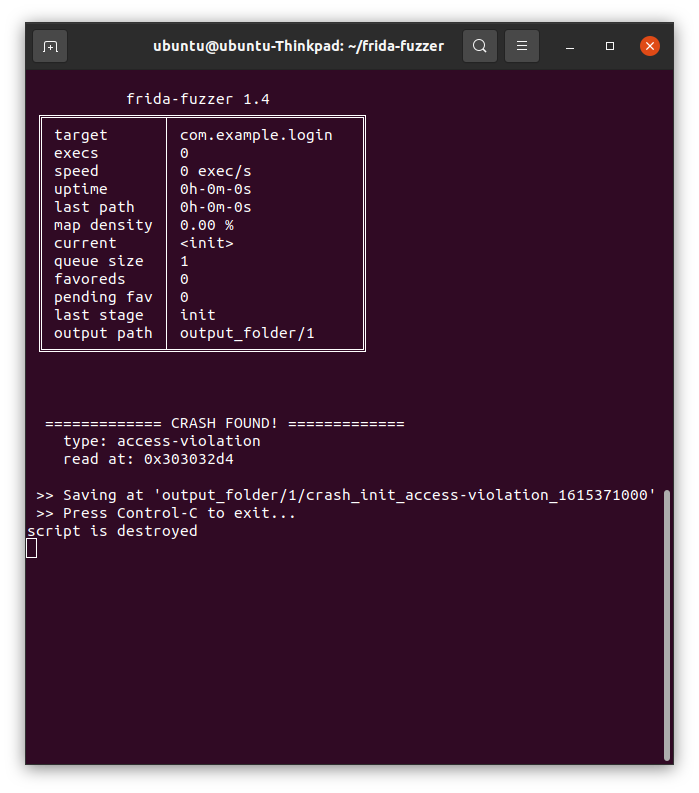 ubuntu@ubuntu-Thinkpad: ~/frida-fuzzer
frida-fuzzer 1.4
target com.example.login
execs 0
speed 0 exec/s
uptime 0h-0m-0s
last path 0h-0m-0s
map density 0.00 %
current <init>
queue size 1
favoreds 0
pending fav 0
last stage init
output path output_folder/1
============= CRASH FOUND! =============
type: access-violation
read at: 0x303032d4
>> Saving at 'output_folder/1/crash_init_access-violation_1615371000'
>> Press Control-C to exit...
script is destroyed